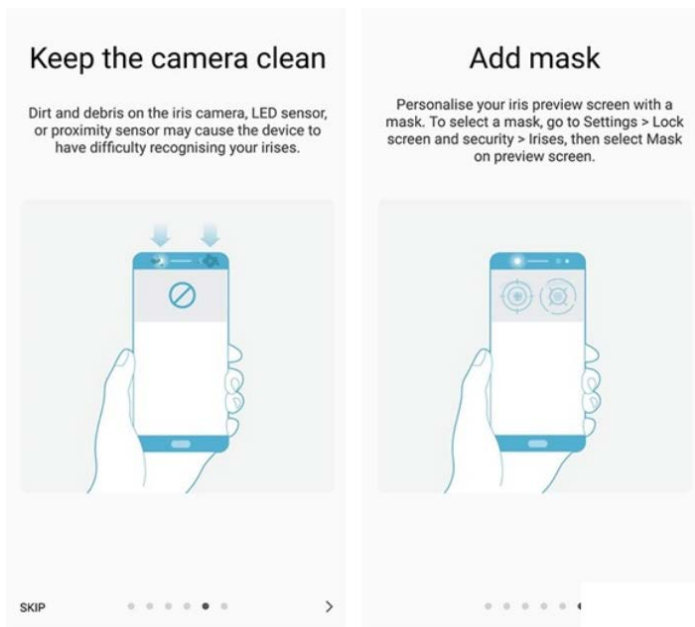 Keep the camera clean
Dirt and debris on the iris camera, LED sensor,
or proximity sensor may cause the device to
have difficulty recognising your irises.
SKIP
Add mask
Personalise your iris preview screen with a
mask. To select a mask, go to Settings > Lock
screen and security > Irises, then select Mask
on preview screen.